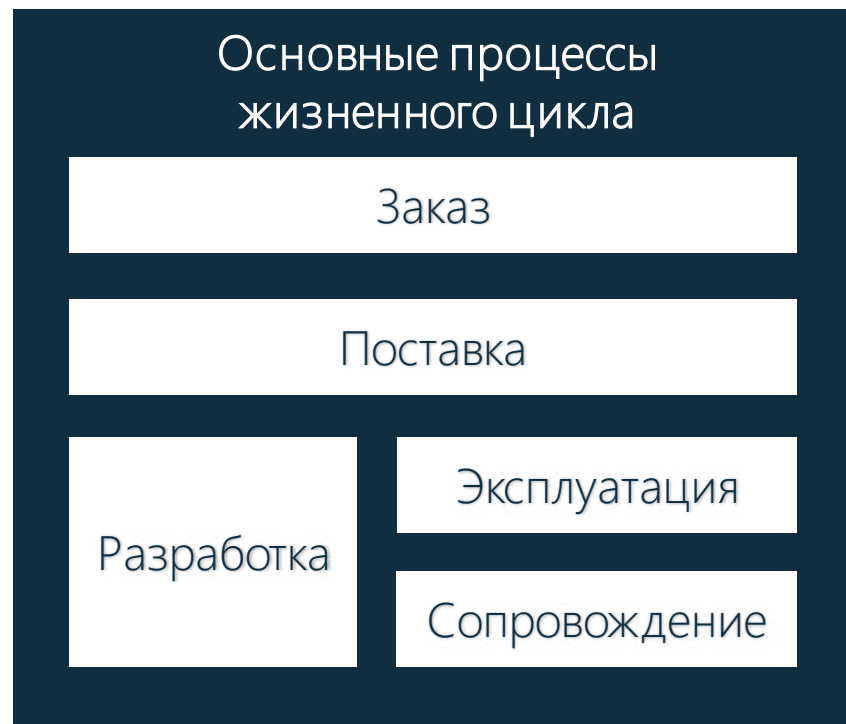 Основные процессы
жизненного цикла
Заказ
Поставка
Разработка
Эксплуатация
Сопровождение